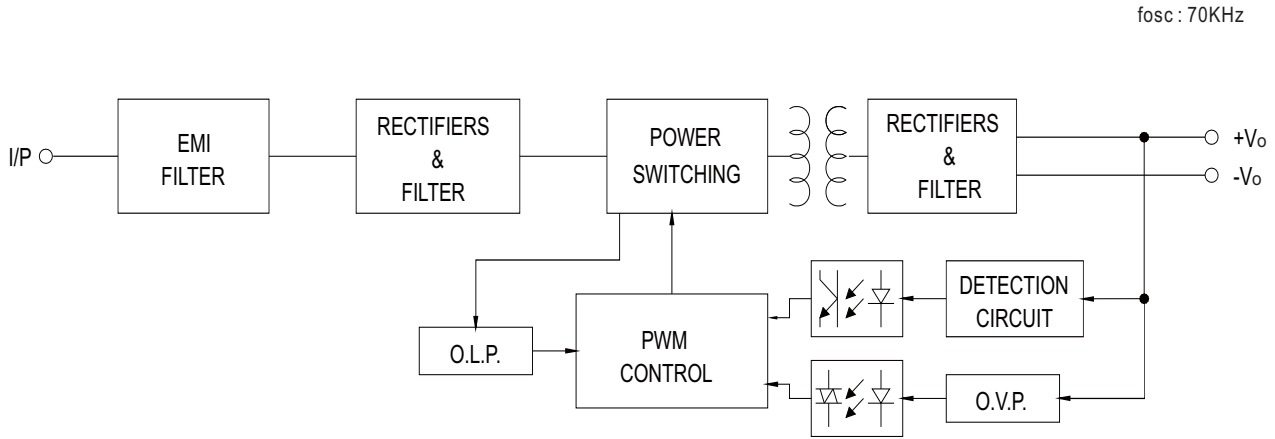 fosc : 70KHz
I/P
EMI
FILTER
RECTIFIERS
&
FILTER
POWER
SWITCHING
RECTIFIERS
&
FILTER
+Vo
-Vo
O.L.P.
PWM
CONTROL
DETECTION
CIRCUIT
O.V.P.